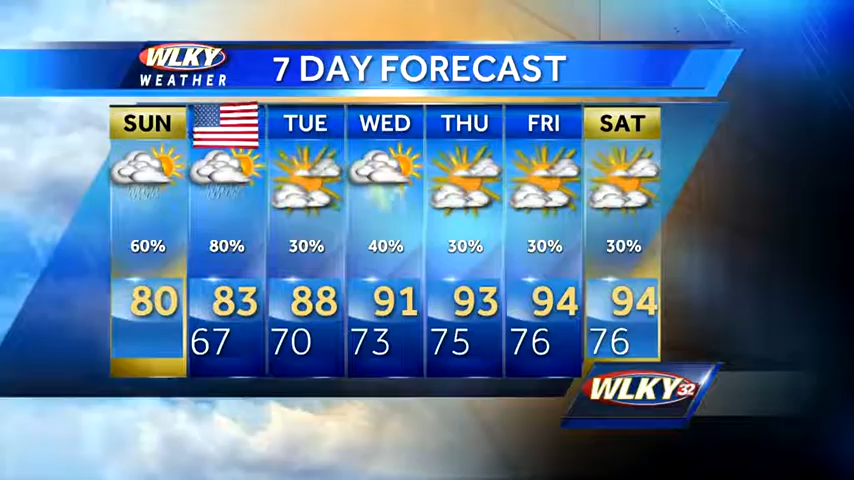 WLKY
WEATHER
7 DAY FORECAST
SUN TUE WED THU FRI SAT
60% 80% 30% 40% 30% 30% 30%
80 83 88 91 93 94 94
67 70 73 75 76 76
WLKY 32